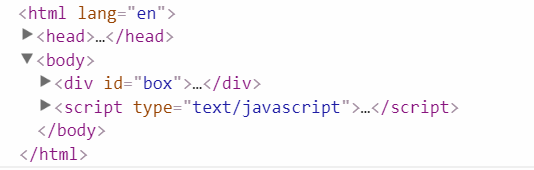 <html lang="en">
▶<head>…</head>
▼<body>
▶<div id="box">…</div>
▶<script type="text/javascript">…</script>
</body>
</html>